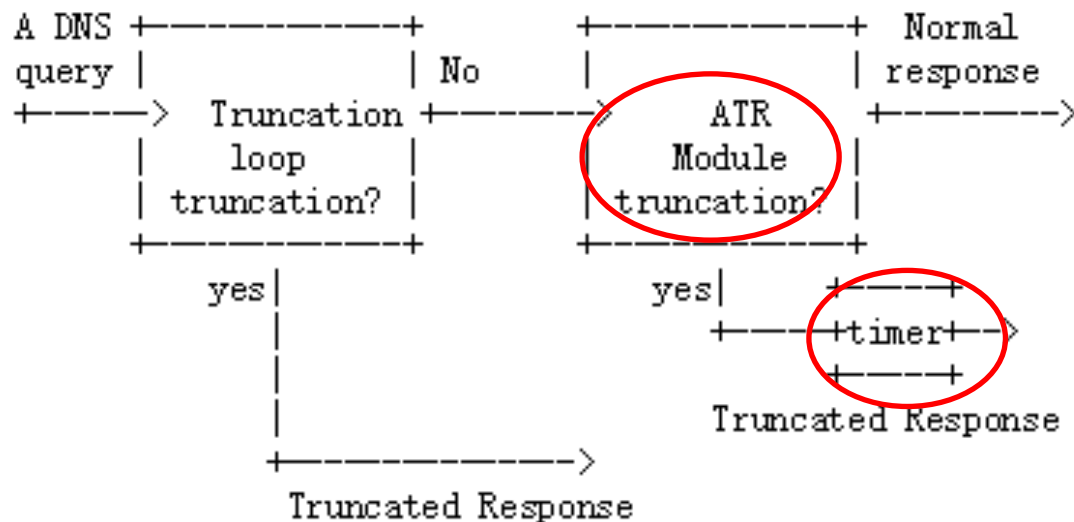 A DNS
query
No
Normal
response
Truncation
loop
truncation?
ATR
Module
truncation?
yes
yes
timer
Truncated Response
Truncated Response